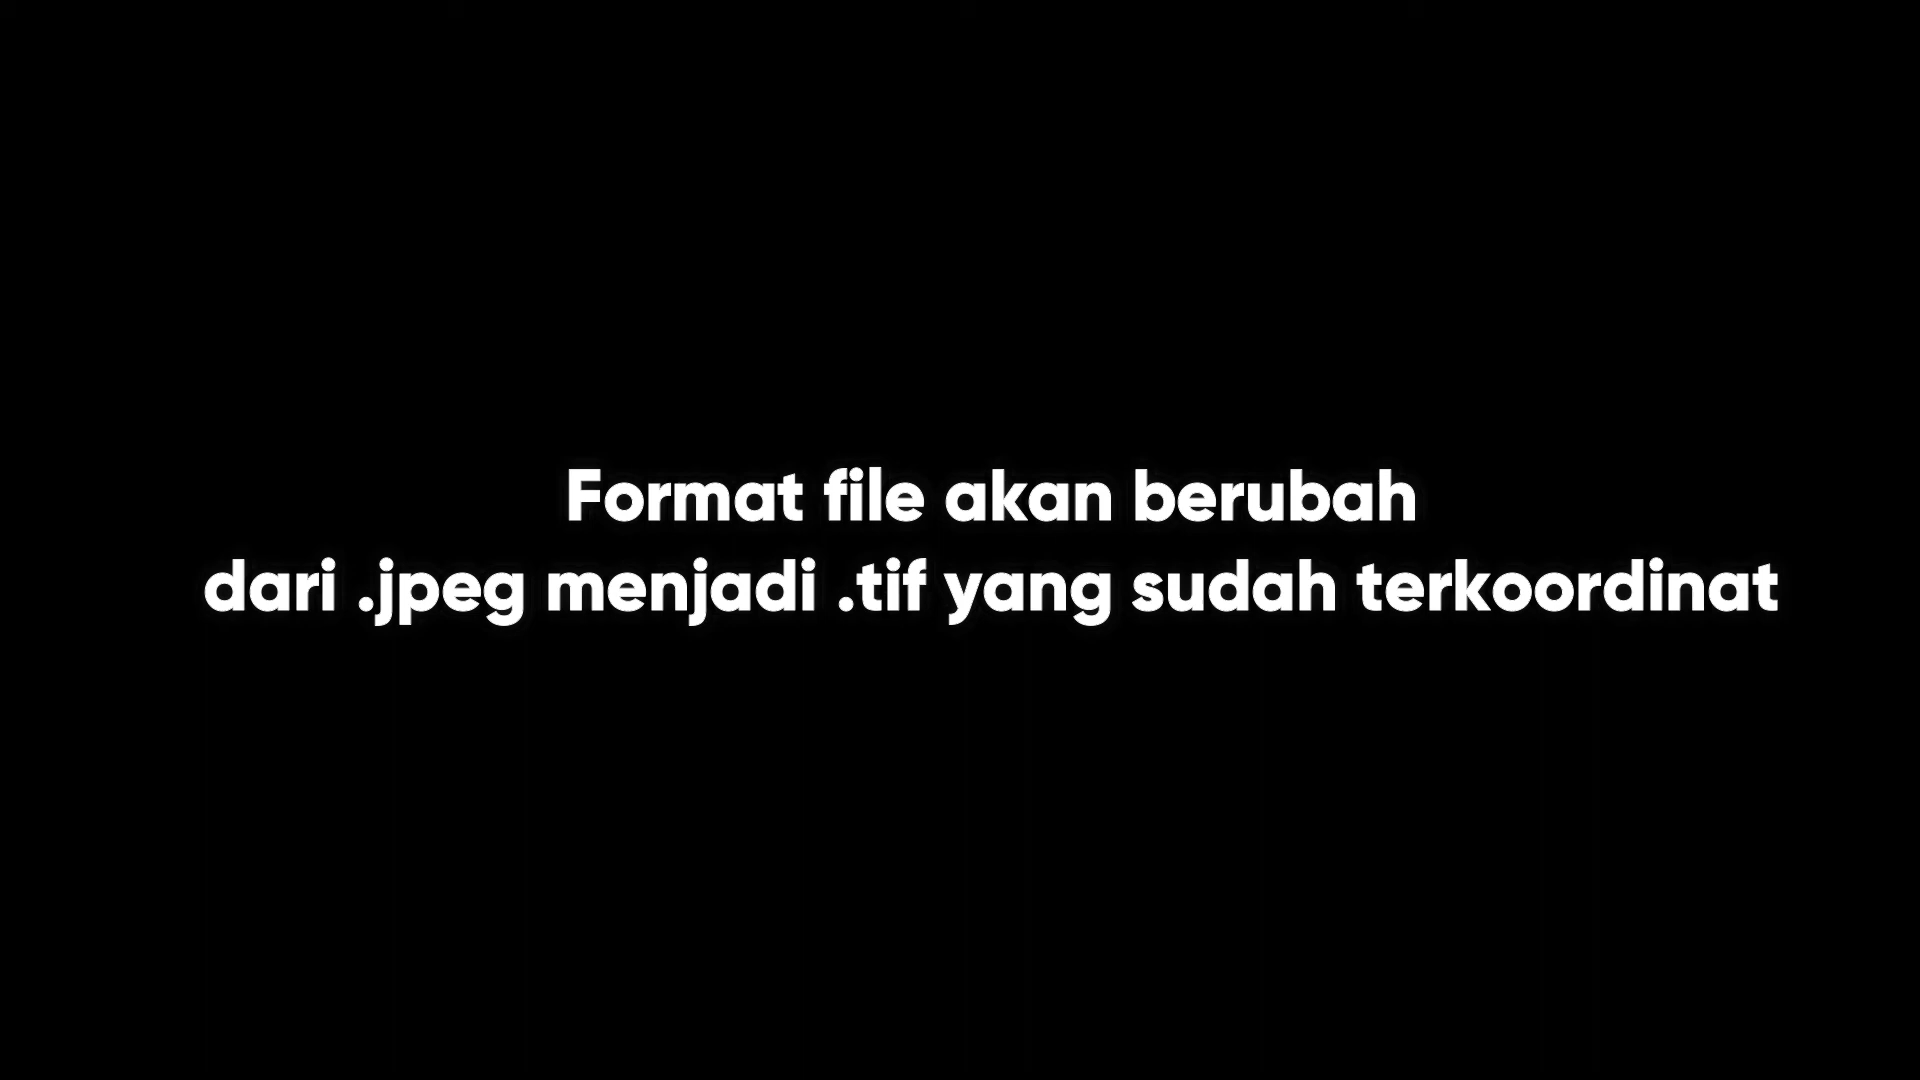 Format file akan berubah
dari .jpeg menjadi .tif yang sudah terkoordinat